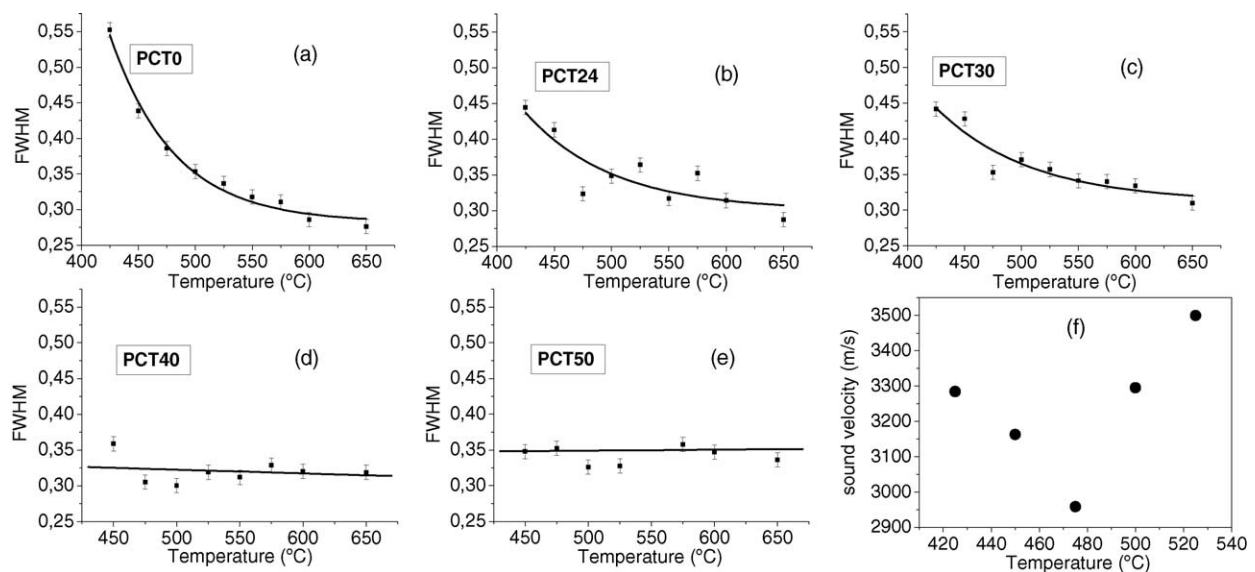 0,55
0,50
0,45
0,40
0,35
0,30
0,25
FWHM
PCT0
(a)
400 450 500 550 600 650
Temperature (ºC)
0,55
0,50
0,45
0,40
0,35
0,30
0,25
FWHM
PCT24
(b)
400 450 500 550 600 650
Temperature (ºC)
0,55
0,50
0,45
0,40
0,35
0,30
0,25
FWHM
PCT30
(c)
400 450 500 550 600 650
Temperature (ºC)
0,55
0,50
0,45
0,40
0,35
0,30
0,25
FWHM
PCT40
(d)
450 500 550 600 650
Temperature (ºC)
0,55
0,50
0,45
0,40
0,35
0,30
0,25
FWHM
PCT50
(e)
450 500 550 600 650
Temperature (ºC)
3500
3400
3300
3200
3100
3000
2900
sound velocity (m/s)
(f)
420 440 460 480 500 520 540
Temperature (ºC)